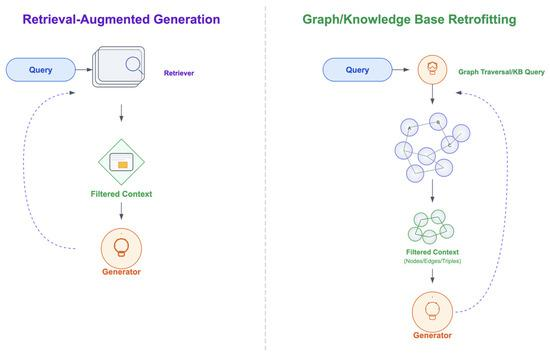 Retrieval-Augmented Generation
Query
Retriever
Filtered Context
Generator
Graph/Knowledge Base Retrofitting
Query
Graph Traversal/KB Query
Filtered Context
(Nodes/Edges/Triples)
Generator